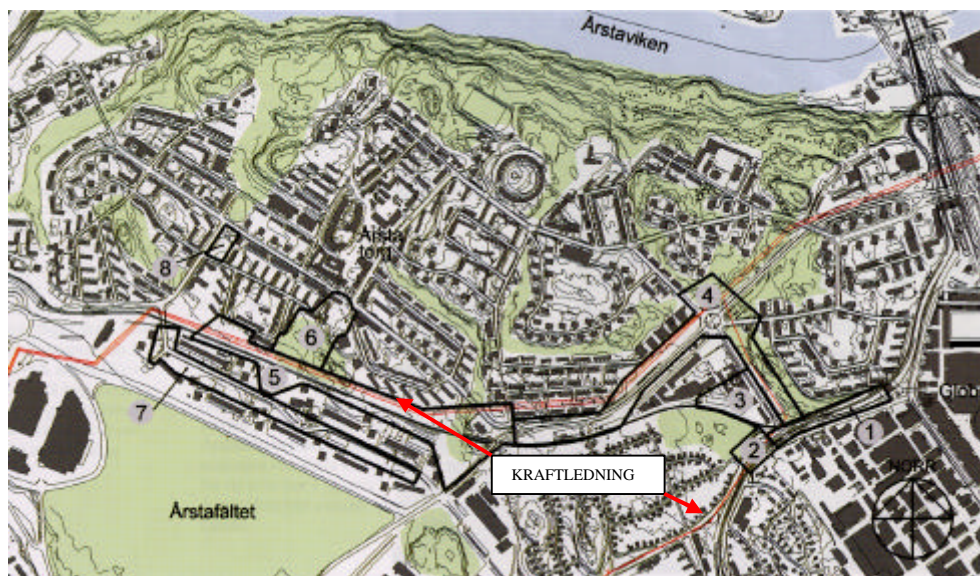 Årstaviken
Årsta
torg
8
4
6
5
3
7
1
Glob
2
KRAFTLEDNING
NORR
Årstafältet